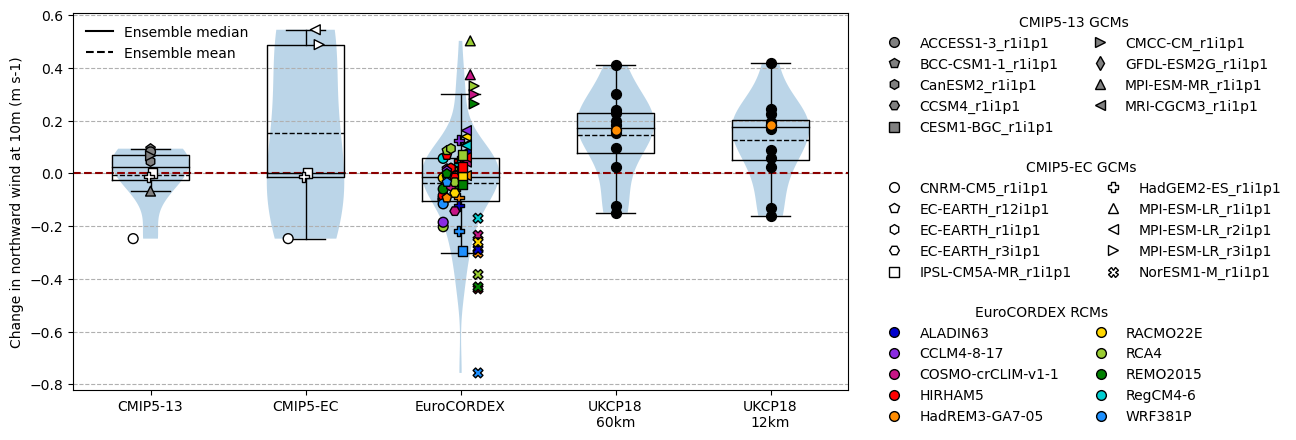 Change in northward wind at 10m (m s-1)
0.6
0.4
0.2
0.0
−0.2
−0.4
−0.6
−0.8
Ensemble median
Ensemble mean
CMIP5-13
CMIP5-EC
EuroCORDEX
UKCP18
60km
UKCP18
12km
CMIP5-13 GCMs
ACCESS1-3_r1i1p1
BCC-CSM1-1_r1i1p1
CanESM2_r1i1p1
CCSM4_r1i1p1
CESM1-BGC_r1i1p1
CMCC-CM_r1i1p1
GFDL-ESM2G_r1i1p1
MPI-ESM-MR_r1i1p1
MRI-CGCM3_r1i1p1
CMIP5-EC GCMs
CNRM-CM5_r1i1p1
EC-EARTH_r12i1p1
EC-EARTH_r1i1p1
EC-EARTH_r3i1p1
IPSL-CM5A-MR_r1i1p1
HadGEM2-ES_r1i1p1
MPI-ESM-LR_r1i1p1
MPI-ESM-LR_r2i1p1
MPI-ESM-LR_r3i1p1
NorESM1-M_r1i1p1
EuroCORDEX RCMs
ALADIN63
CCLM4-8-17
COSMO-crCLIM-v1-1
HIRHAM5
HadREM3-GA7-05
RACMO22E
RCA4
REMO2015
RegCM4-6
WRF381P